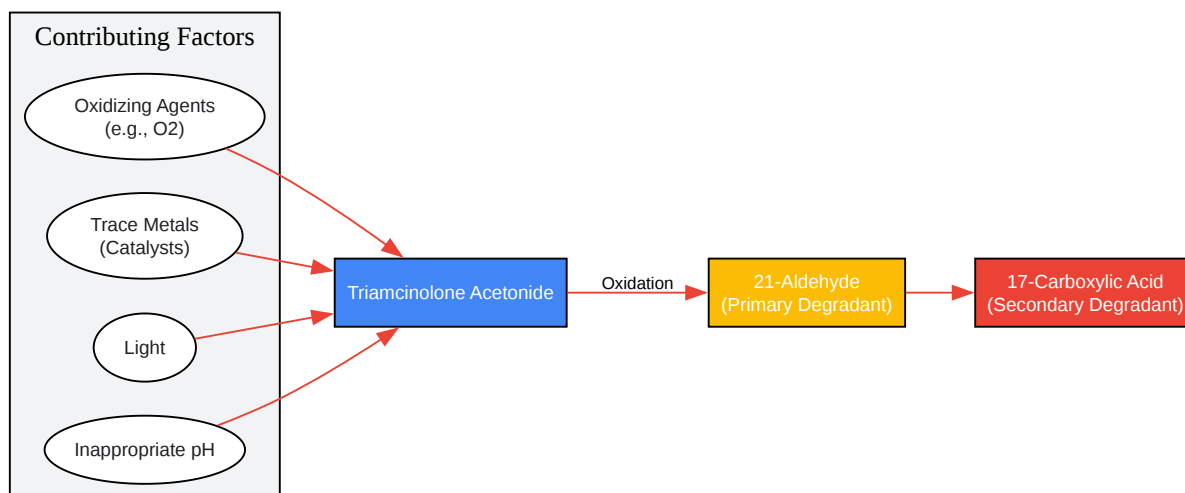 Contributing Factors
Oxidizing Agents
(e.g., O2)
Trace Metals
(Catalysts)
Light
Inappropriate pH
Triamcinolone Acetonide
Oxidation
21-Aldehyde
(Primary Degradant)
17-Carboxylic Acid
(Secondary Degradant)